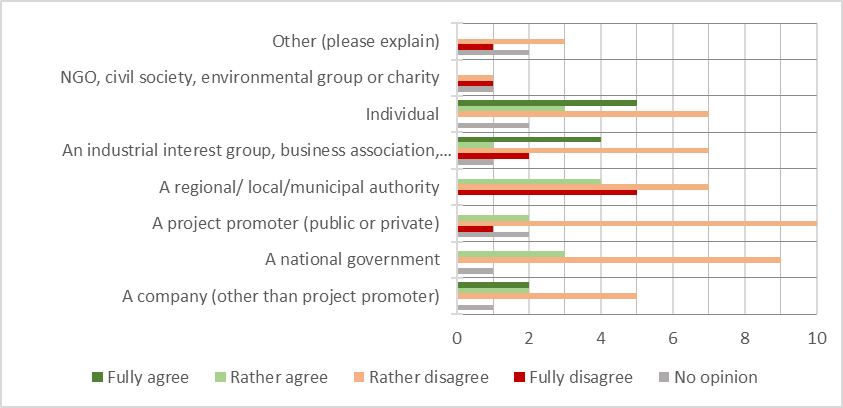 Other (please explain)
NGO, civil society, environmental group or charity
Individual
An industrial interest group, business association,...
A regional/ local/municipal authority
A project promoter (public or private)
A national government
A company (other than project promoter)
0 2 4 6 8 10
Fully agree Rather agree Rather disagree Fully disagree No opinion